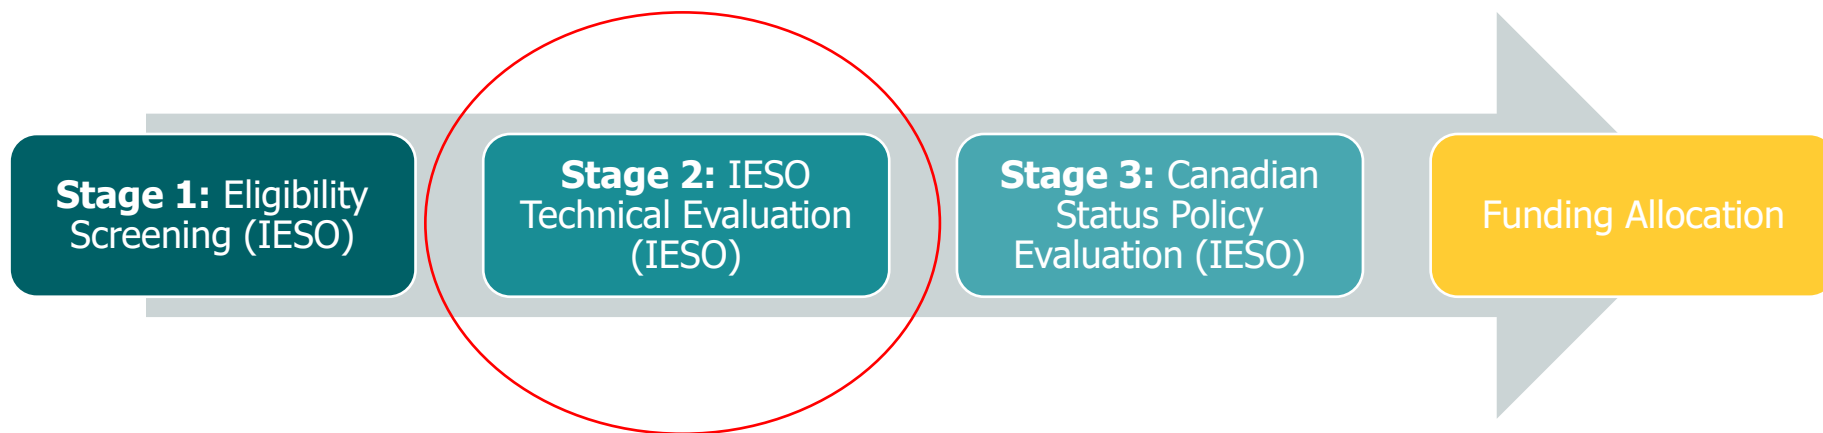 Stage 1: Eligibility
Screening (IESO)
Stage 2: IESO
Technical Evaluation
(IESO)
Stage 3: Canadian
Status Policy
Evaluation (IESO)
Funding Allocation